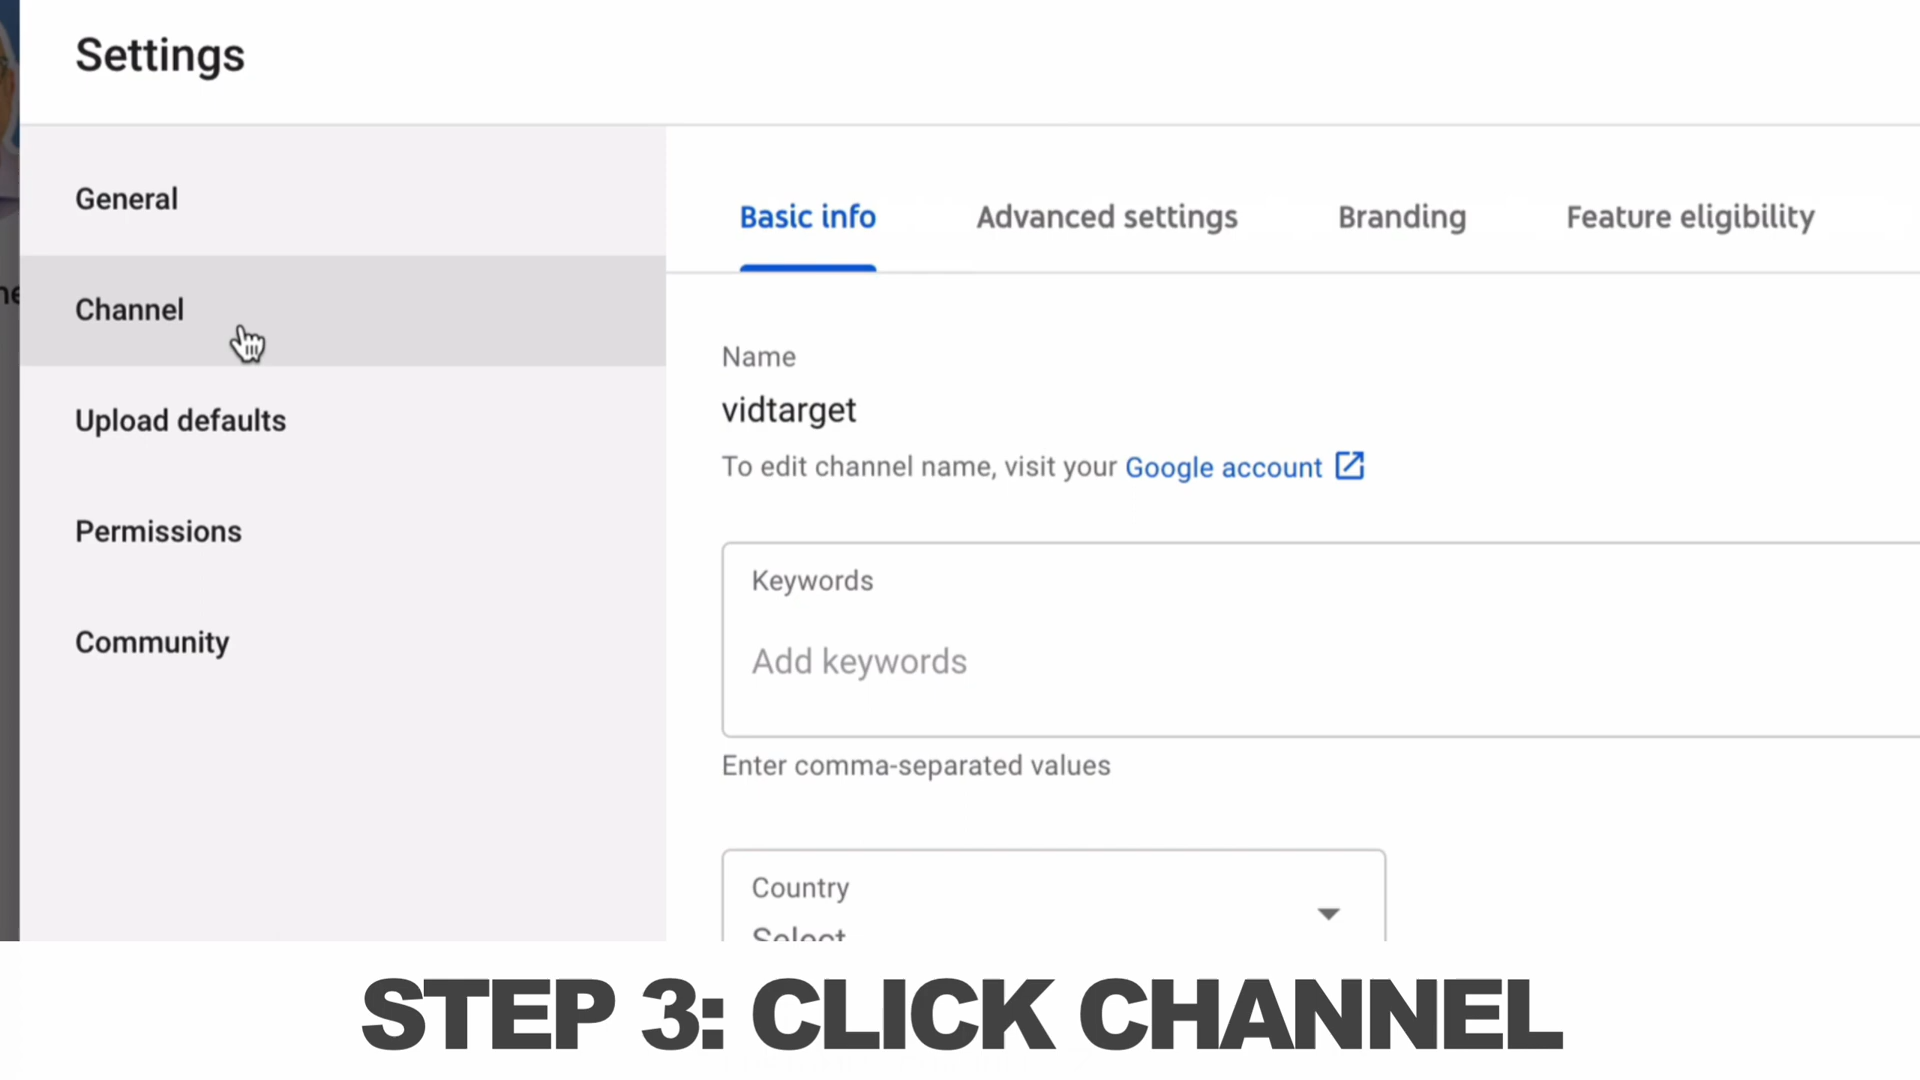 Settings
General
Channel
Upload defaults
Permissions
Community
Basic info Advanced settings Branding Feature eligibility
Name
vidtarget
To edit channel name, visit your Google account
Keywords
Add keywords
Enter comma-separated values
Country
Select
STEP 3: CLICK CHANNEL